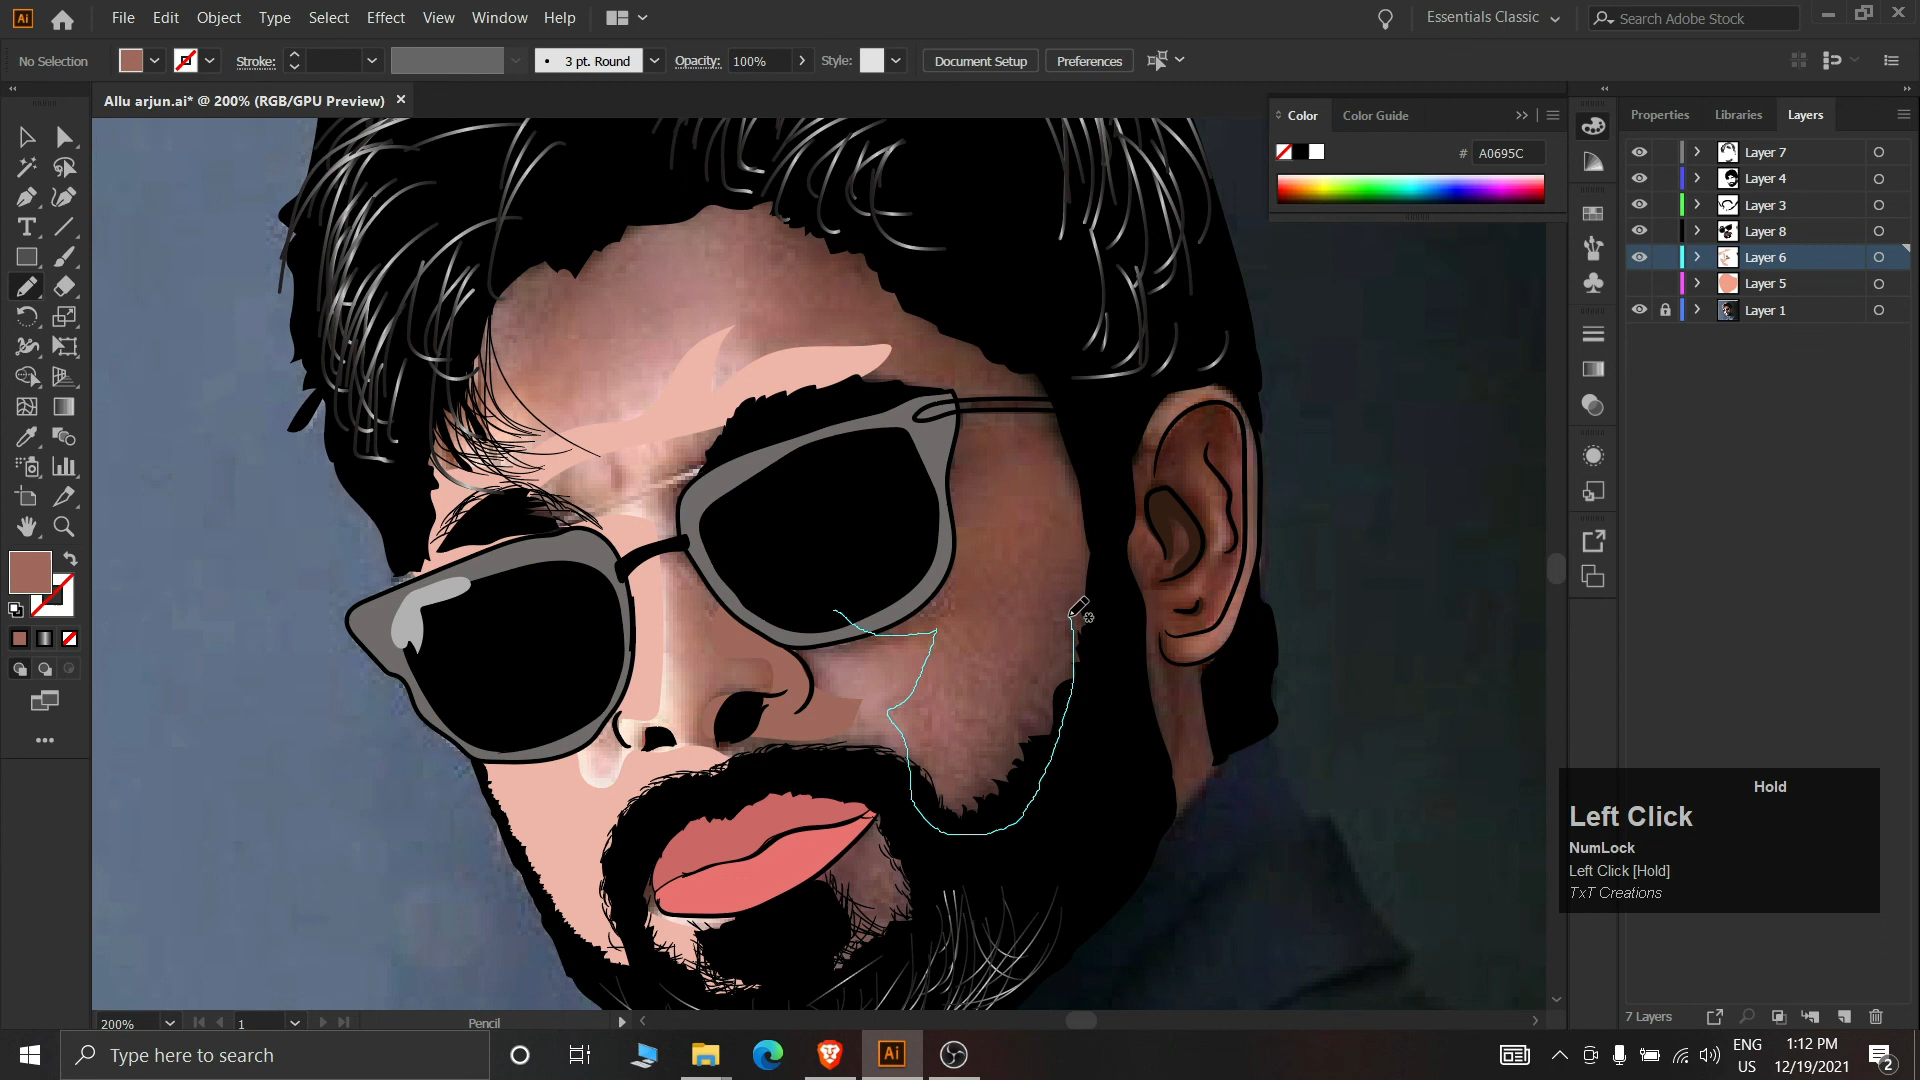 Ai
File Edit Object Type Select Effect View Window Help
Essentials Classic
Search Adobe Stock
No Selection
Stroke:
3 pt. Round
Opacity: 100%
Style:
Document Setup
Preferences
Allu arjun.ai* @ 200% (RGB/GPU Preview)
Color
Color Guide
# A0695C
Properties
Libraries
Layers
Layer 7
Layer 4
Layer 3
Layer 8
Layer 6
Layer 5
Layer 1
Hold
Left Click
NumLock
Left Click [Hold]
TxT Creations
7 Layers
200%
1
Pencil
Type here to search
Ai
ENG
US
1:12 PM
12/19/2021
2